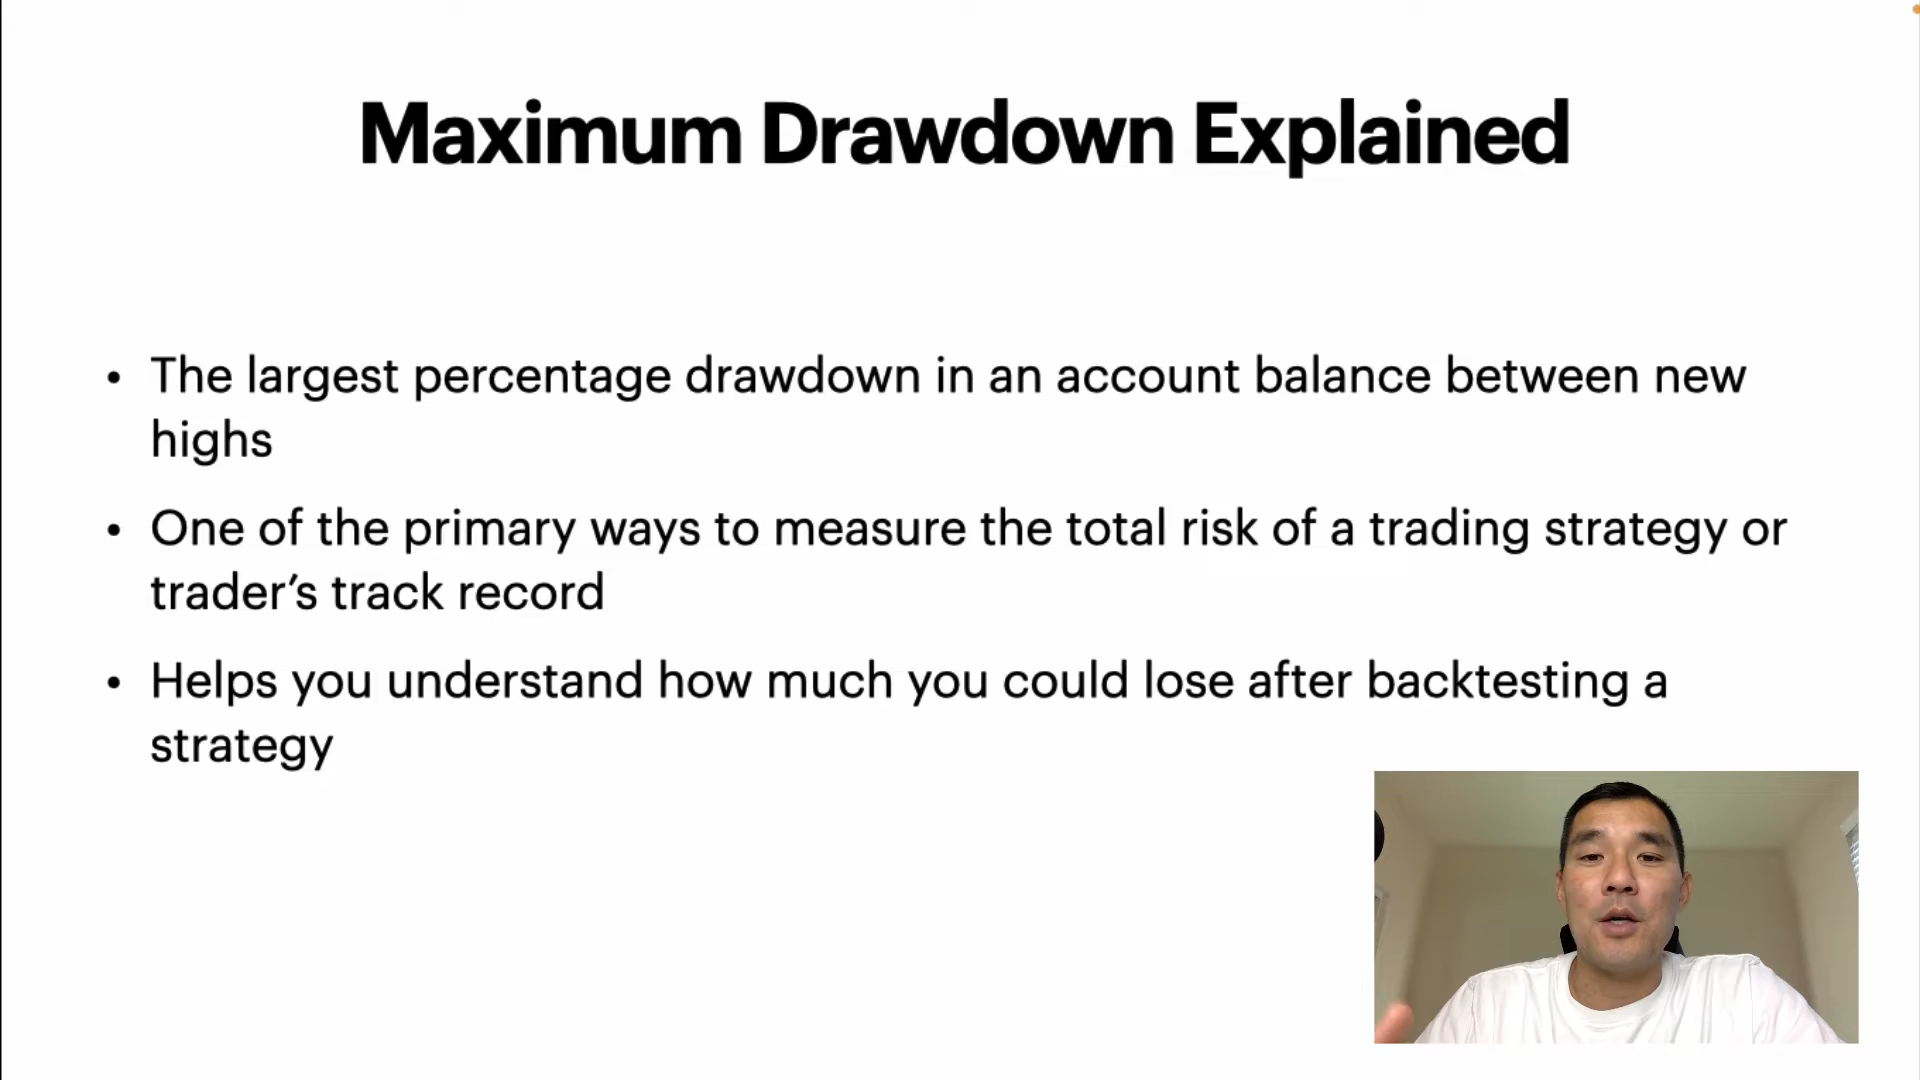 Maximum Drawdown Explained
• The largest percentage drawdown in an account balance between new
highs
• One of the primary ways to measure the total risk of a trading strategy or
trader’s track record
• Helps you understand how much you could lose after backtesting a
strategy